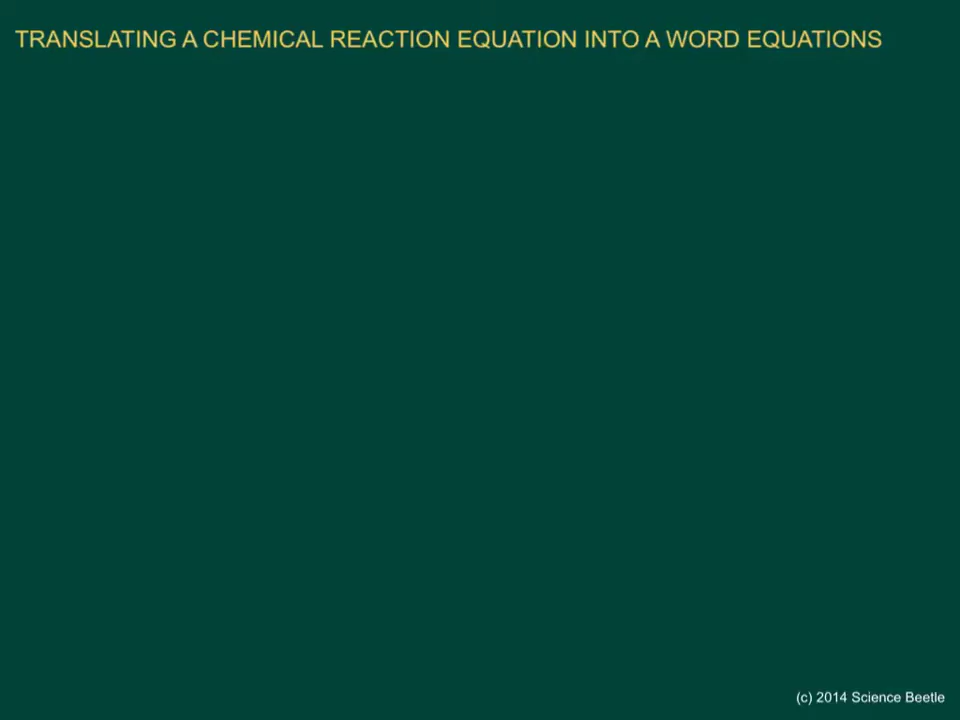 TRANSLATING A CHEMICAL REACTION EQUATION INTO A WORD EQUATIONS
(c) 2014 Science Beetle